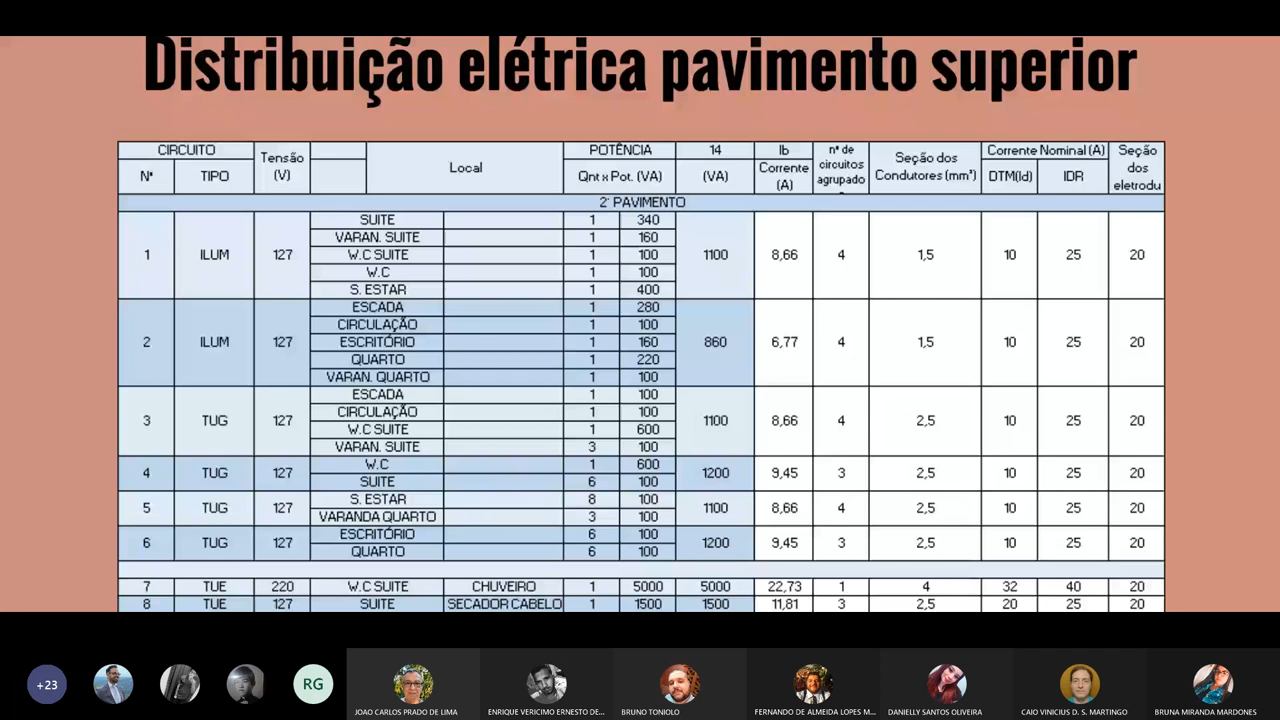 Distribuição elétrica pavimento superior
CIRCUITO Tensão (V) Local POTÊNCIA 14 Ib nº de circuitos agrupado Seção dos Condutores (mm²) Corrente Nominal (A) Seção dos eletrodu
Nº TIPO Qnt x Pot. (VA) (VA) Corrente (A) DTM(Id) IDR
2º PAVIMENTO
1 ILUM 127 SUITE 1 340 1100 8,66 4 1,5 10 25 20
VARAN. SUITE 1 160
W.C SUITE 1 100
W.C 1 100
S. ESTAR 1 400
2 ILUM 127 ESCADA 1 280 860 6,77 4 1,5 10 25 20
CIRCULAÇÃO 1 100
ESCRITÓRIO 1 160
QUARTO 1 220
VARAN. QUARTO 1 100
3 TUG 127 ESCADA 1 100 1100 8,66 4 2,5 10 25 20
CIRCULAÇÃO 1 100
W.C SUITE 1 600
VARAN. SUITE 3 100
4 TUG 127 W.C 1 600 1200 9,45 3 2,5 10 25 20
SUITE 6 100
5 TUG 127 S. ESTAR 8 100 1100 8,66 4 2,5 10 25 20
VARANDA QUARTO 3 100
6 TUG 127 ESCRITÓRIO 6 100 1200 9,45 3 2,5 10 25 20
QUARTO 6 100
7 TUE 220 W.C SUITE CHUVEIRO 1 5000 5000 22,73 1 4 32 40 20
8 TUE 127 SUITE SECADOR CABELO 1 1500 1500 11,81 3 2,5 20 25 20
+23 RG JOAO CARLOS PRADO DE LIMA ENRIQUE VERICIMO ERNESTO DE... BRUNO TONIOLO FERNANDO DE ALMEIDA LOPES M... DANIELLY SANTOS OLIVEIRA CAIO VINICIUS D. S. MARTINGO BRUNA MIRANDA MARDONES